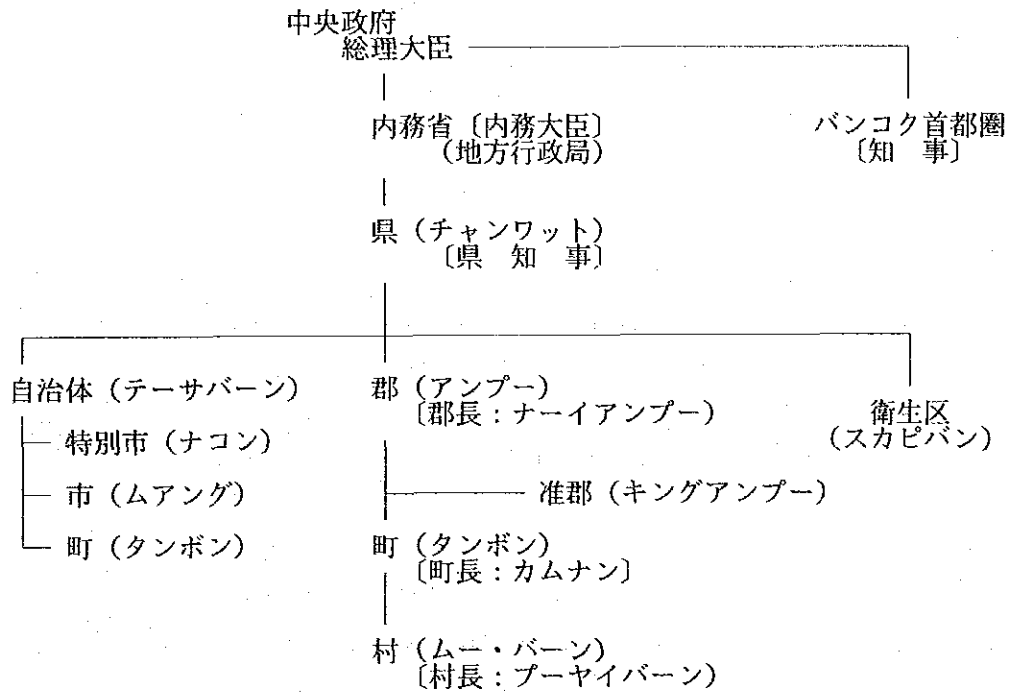 中央政府
総理大臣
内務省〔内務大臣〕
(地方行政局)
バンコク首都圏
〔知　事〕
県（チャンワット）
〔県　知　事〕
自治体（テーサバーン）
特別市（ナコン）
市（ムアング）
町（タンボン）
郡（アンプー）
〔郡長：ナーイアンプー〕
准郡（キングアンプー）
町（タンボン）
〔町長：カムナン〕
村（ムー・バーン）
〔村長：プーヤイバーン〕
衛生区
（スカピバン）